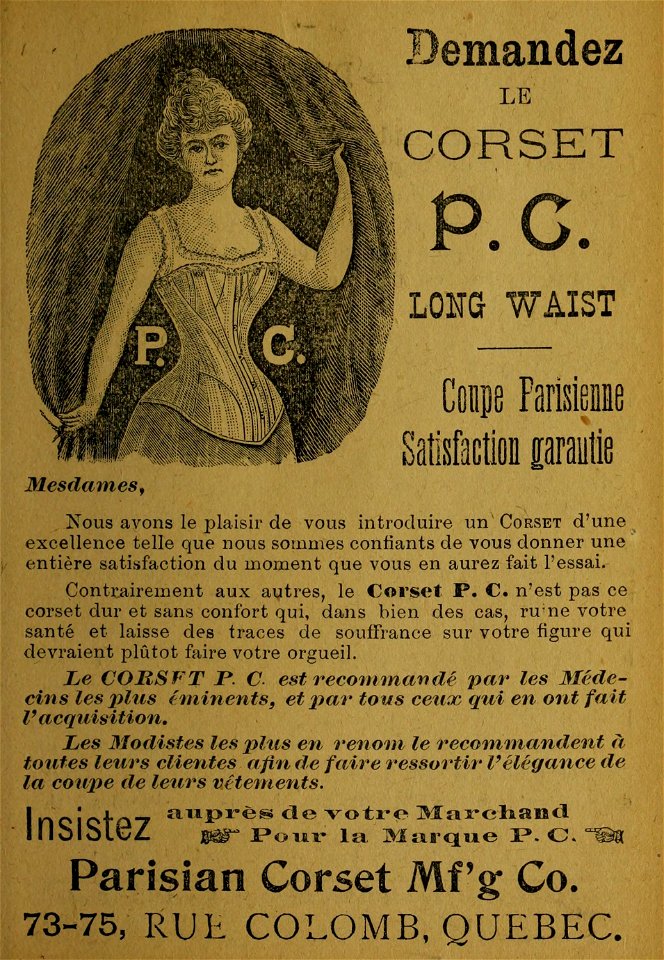 Demandez
LE
CORSET
P. C.
LONG WAIST
Coupe Parisienne
Satisfaction garautie
P. C.
Mesdames,
Nous avons le plaisir de vous introduire un CORSET d'une
excellence telle que nous sommes confiants de vous donner une
entière satisfaction du moment que vous en aurez fait l'essai.
Contrairement aux autres, le Corset P. C. n'est pas ce
corset dur et sans confort qui, dans bien des cas, ru'ne votre
santé et laisse des traces de souffrance sur votre figure qui
devraient plûtot faire votre orgueil.
Le CORSET P. C. est recommandé par les Méde-
cins les plus éminents, et par tous ceux qui en ont fait
l'acquisition.
Les Modistes les plus en renom le recommandent à
toutes leurs clientes afin de faire ressortir l'élégance de
la coupe de leurs vétements.
Insistez auprès de votre Marchand
Pour la Marque P. C.
Parisian Corset Mf'g Co.
73-75, RUE COLOMB, QUEBEC.